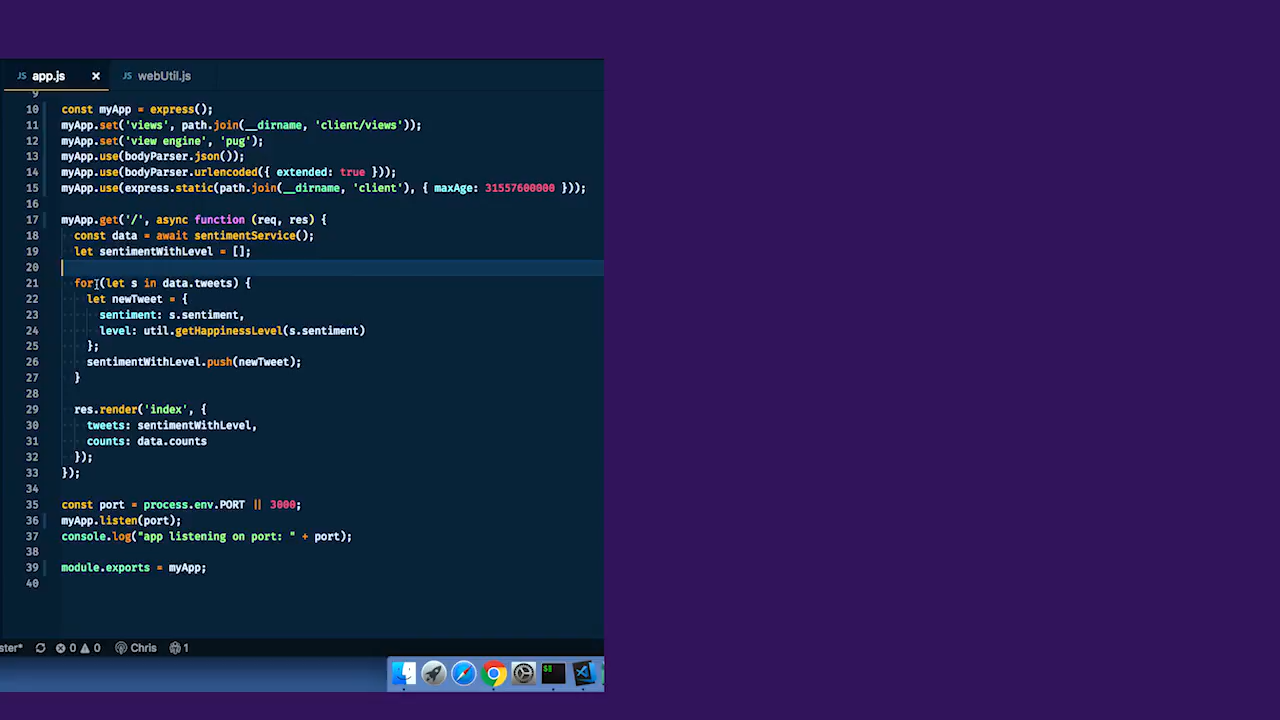 JS app.js × JS webUtil.js
9
10 const myApp = express();
11 myApp.set('views', path.join(__dirname, 'client/views'));
12 myApp.set('view engine', 'pug');
13 myApp.use(bodyParser.json());
14 myApp.use(bodyParser.urlencoded({ extended: true }));
15 myApp.use(express.static(path.join(__dirname, 'client'), { maxAge: 31557600000 }));
16
17 myApp.get('/', async function (req, res) {
18 const data = await sentimentService();
19 let sentimentWithLevel = [];
20
21 for (let s in data.tweets) {
22 let newTweet = {
23 sentiment: s.sentiment,
24 level: util.getHappinessLevel(s.sentiment)
25 };
26 sentimentWithLevel.push(newTweet);
27 }
28
29 res.render('index', {
30 tweets: sentimentWithLevel,
31 counts: data.counts
32 });
33 });
34
35 const port = process.env.PORT || 3000;
36 myApp.listen(port);
37 console.log("app listening on port: " + port);
38
39 module.exports = myApp;
40
ster* 0 0 Chris 1
$$